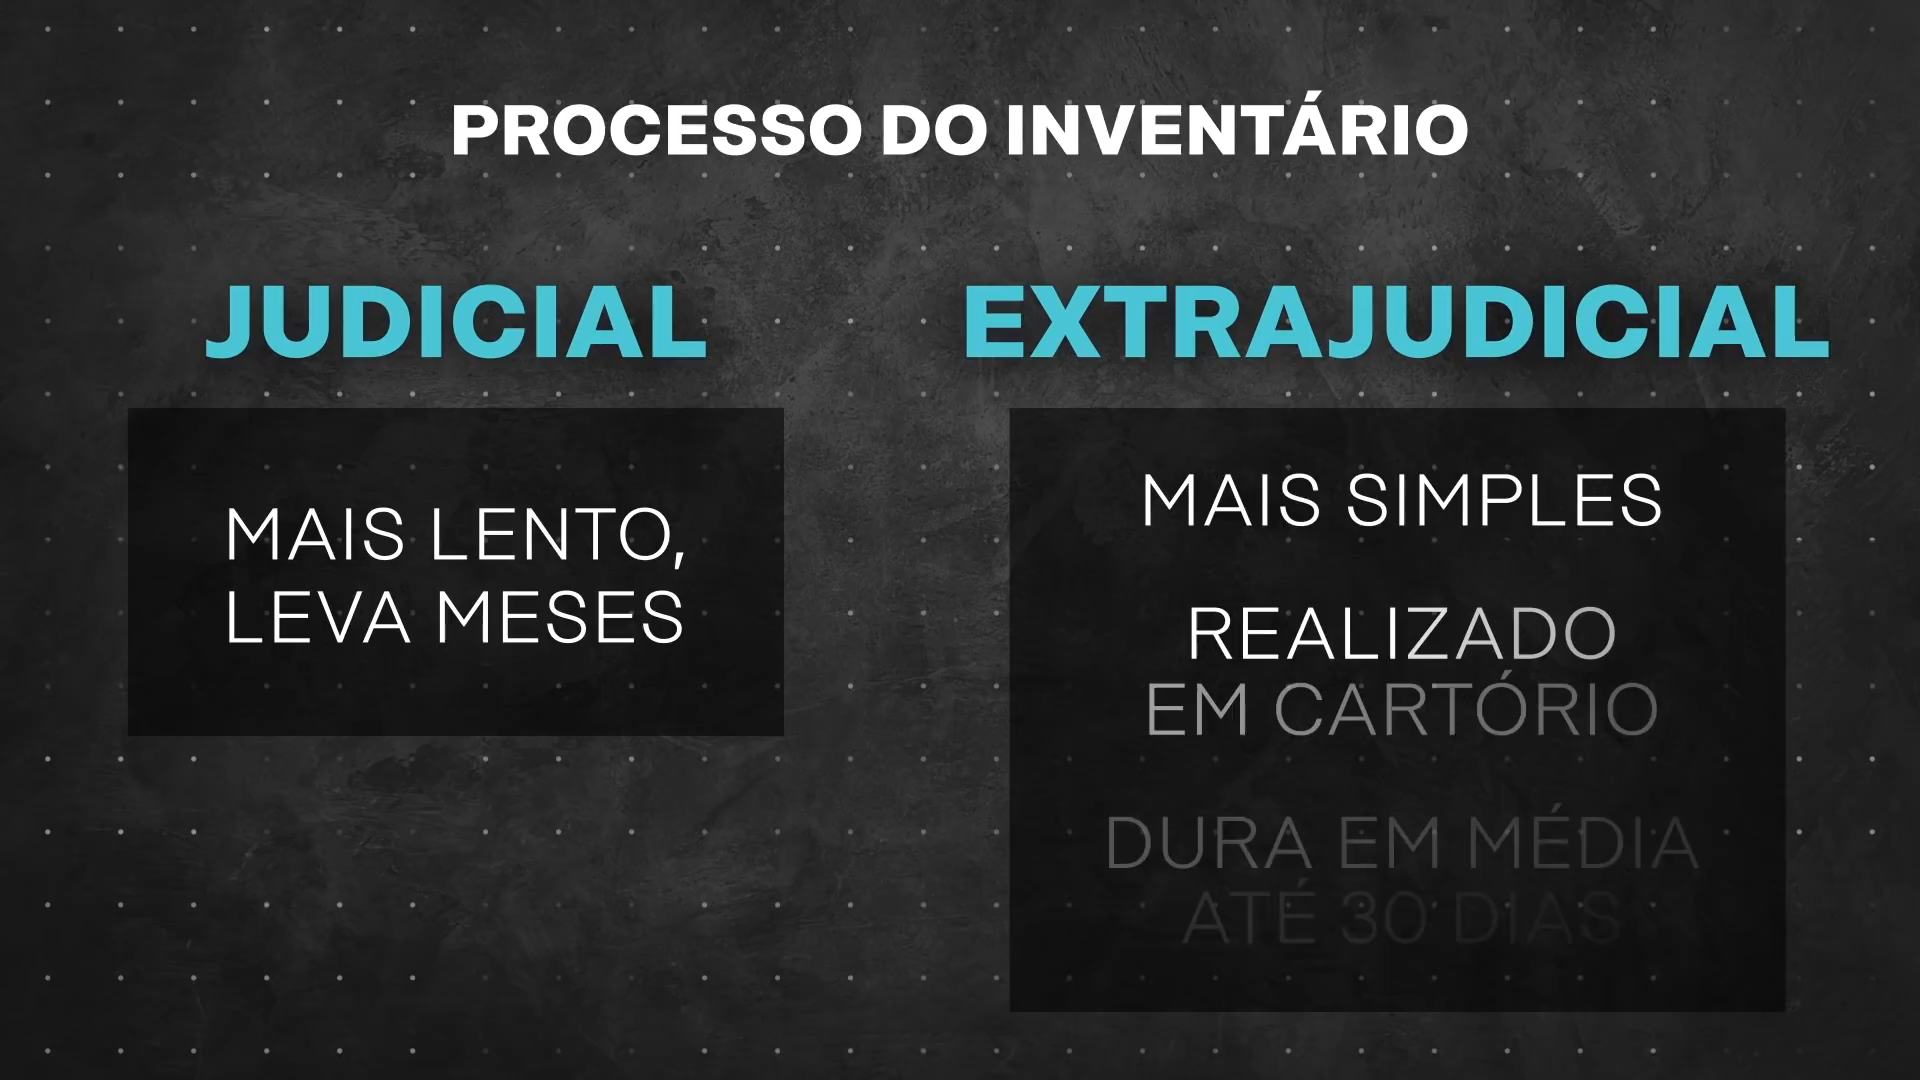 PROCESSO DO INVENTÁRIO
JUDICIAL
MAIS LENTO,
LEVA MESES
EXTRAJUDICIAL
MAIS SIMPLES
REALIZADO
EM CARTÓRIO
DURA EM MÉDIA
ATÉ 30 DIAS